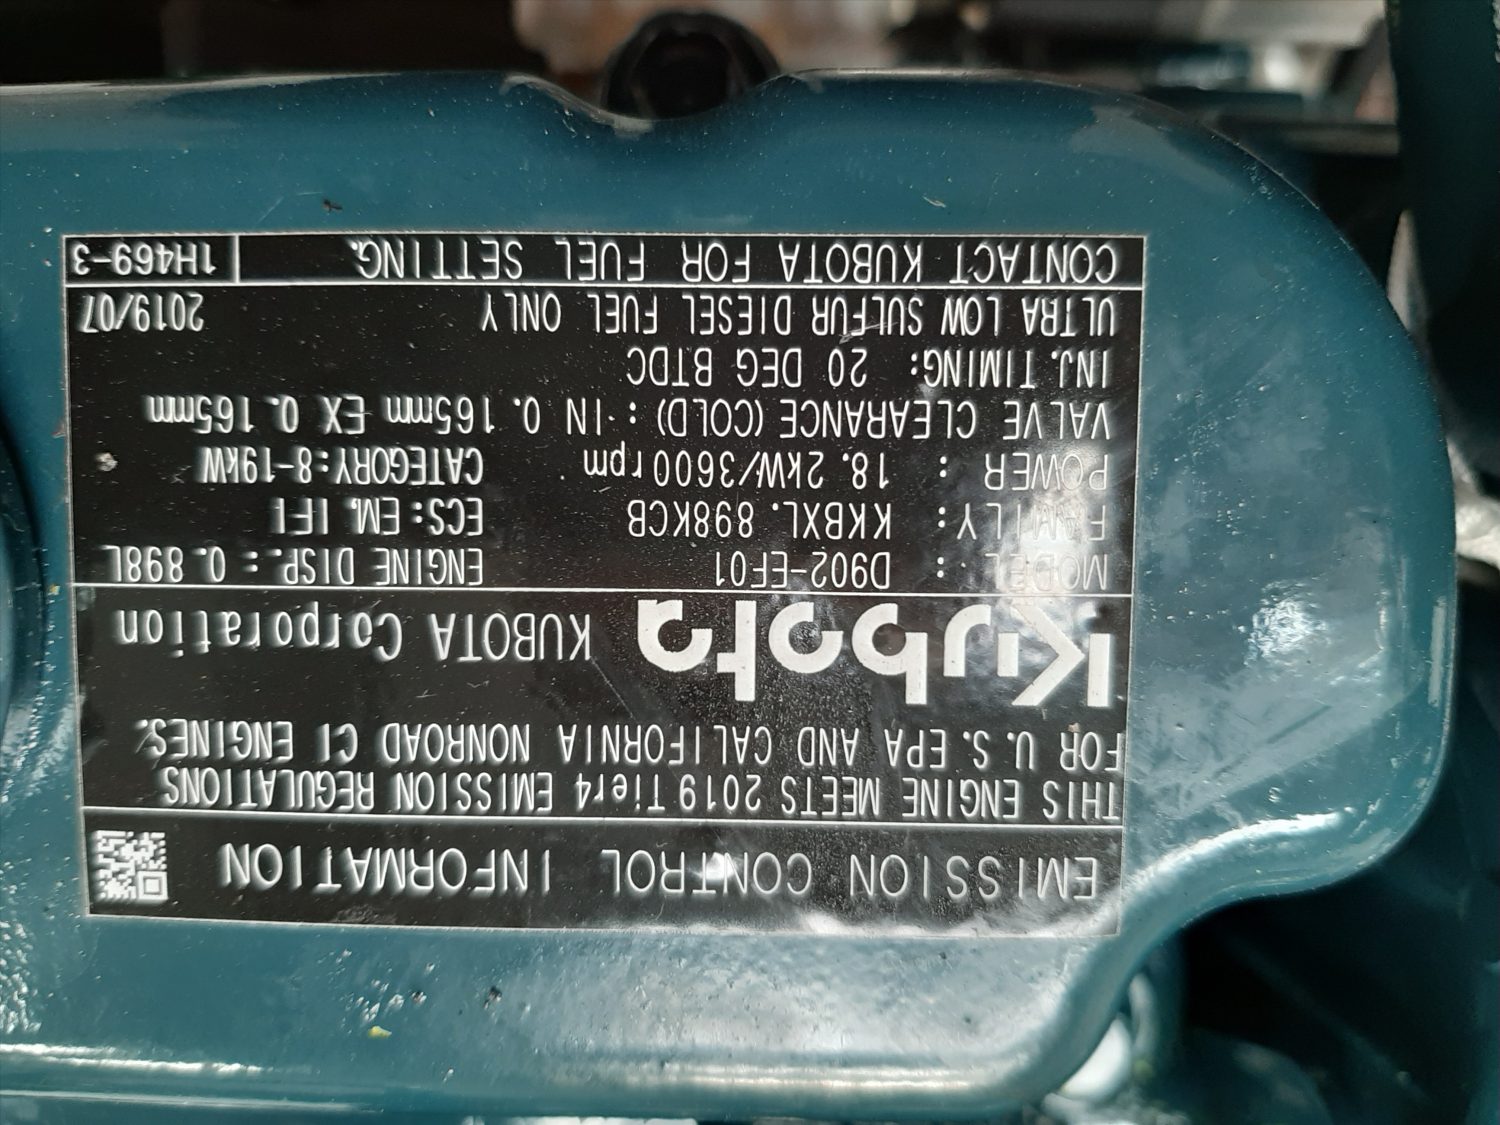 EMISSION CONTROL INFORMATION
THIS ENGINE MEETS 2019 Tier4 EMISSION REGULATIONS
FOR U.S. EPA AND CALIFORNIA NONROAD CI ENGINES.
Kubota KUBOTA Corporation
MODEL : D902-EF01 ENGINE DISP. : 0.898L
FAMILY : KKBXL.898KCB ECS: EM, IFI
POWER : 18.2kW/3600rpm CATEGORY:8-19kW
VALVE CLEARANCE (COLD) : IN 0.165mm EX 0.165mm
INJ. TIMING: 20 DEG BTDC
ULTRA LOW SULFUR DIESEL FUEL ONLY 2019/07
CONTACT KUBOTA FOR FUEL SETTING. 1H469-3